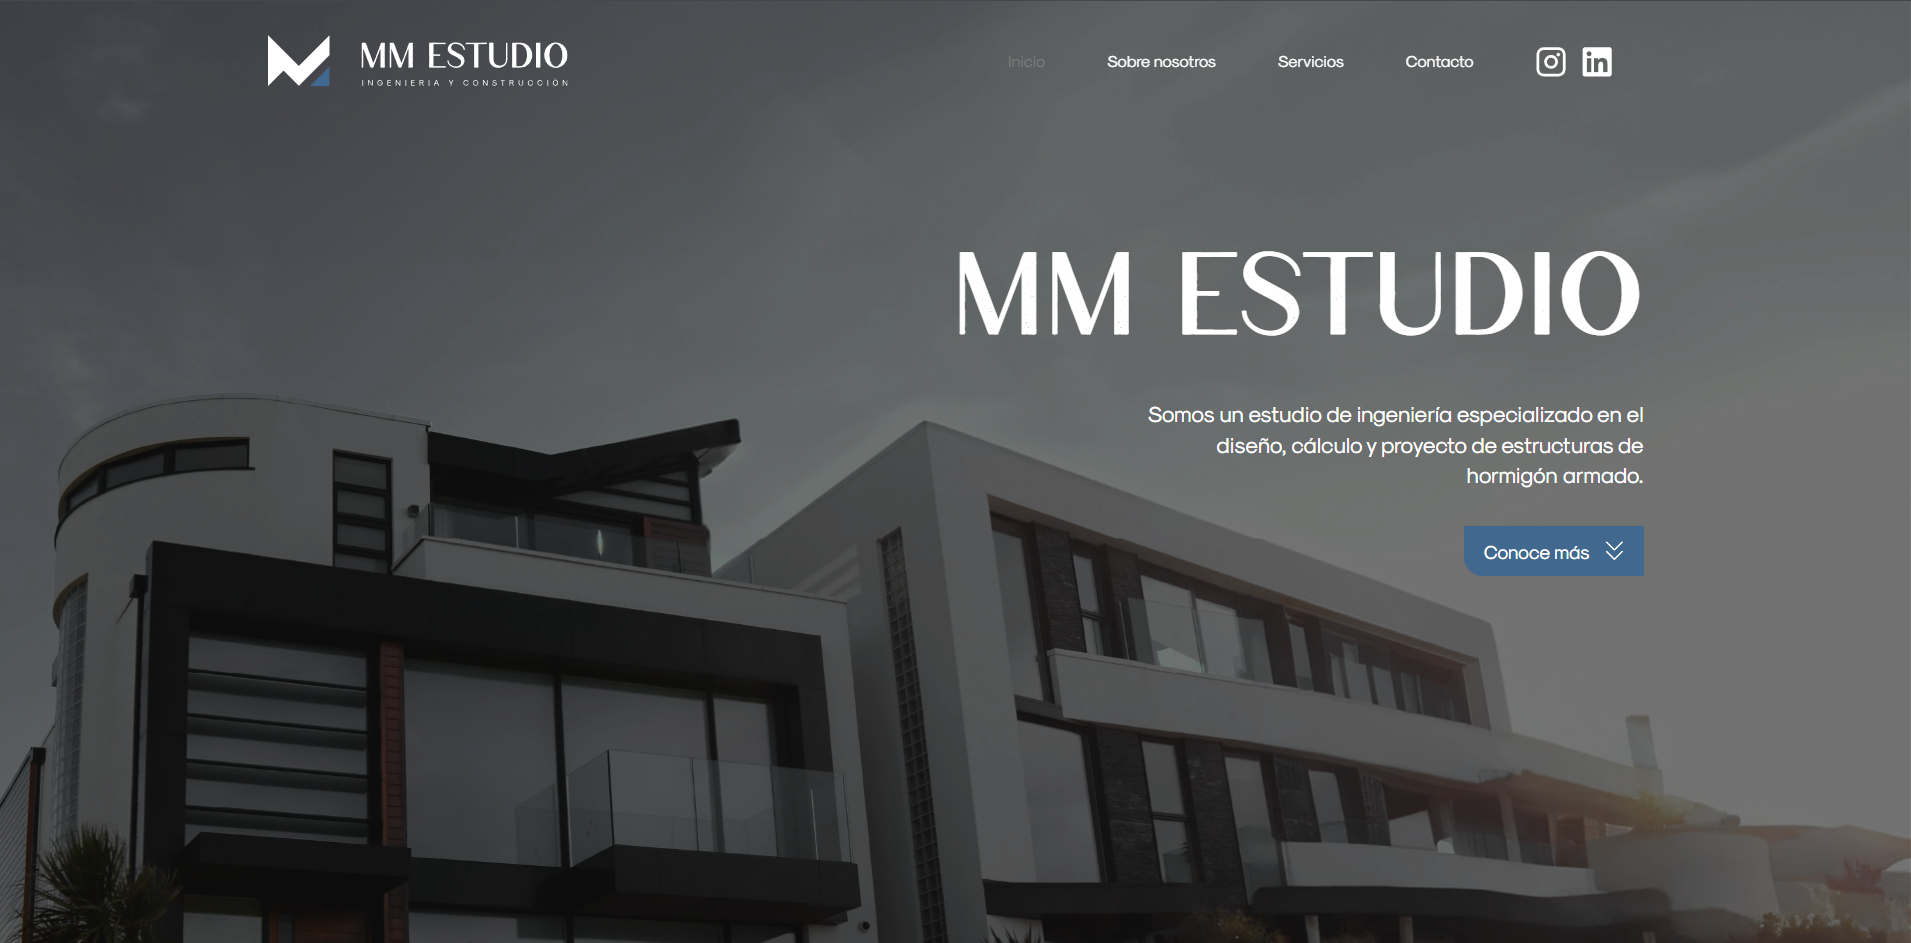 MM ESTUDIO
INGENIERIA Y CONSTRUCCIÓN
Inicio
Sobre nosotros
Servicios
Contacto
in
MM ESTUDIO
Somos un estudio de ingeniería especializado en el
diseño, cálculo y proyecto de estructuras de
hormigón armado.
Conoce más